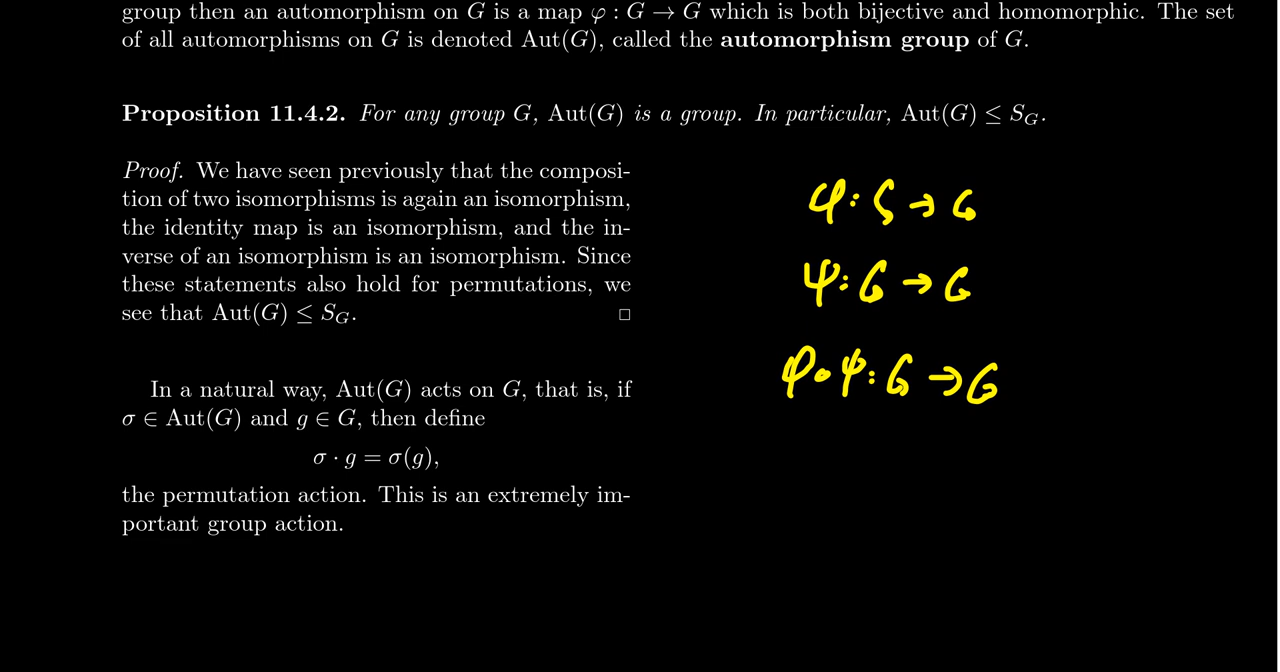 group then an automorphism on G is a map φ : G → G which is both bijective and homomorphic. The set
of all automorphisms on G is denoted Aut(G), called the automorphism group of G.
Proposition 11.4.2. For any group G, Aut(G) is a group. In particular, Aut(G) ≤ S_G.
Proof. We have seen previously that the composi-
tion of two isomorphisms is again an isomorphism,
the identity map is an isomorphism, and the in-
verse of an isomorphism is an isomorphism. Since
these statements also hold for permutations, we
see that Aut(G) ≤ S_G. □
In a natural way, Aut(G) acts on G, that is, if
σ ∈ Aut(G) and g ∈ G, then define
σ · g = σ(g),
the permutation action. This is an extremely im-
portant group action.
φ: G → G
ψ: G → G
φ∘ψ: G → G